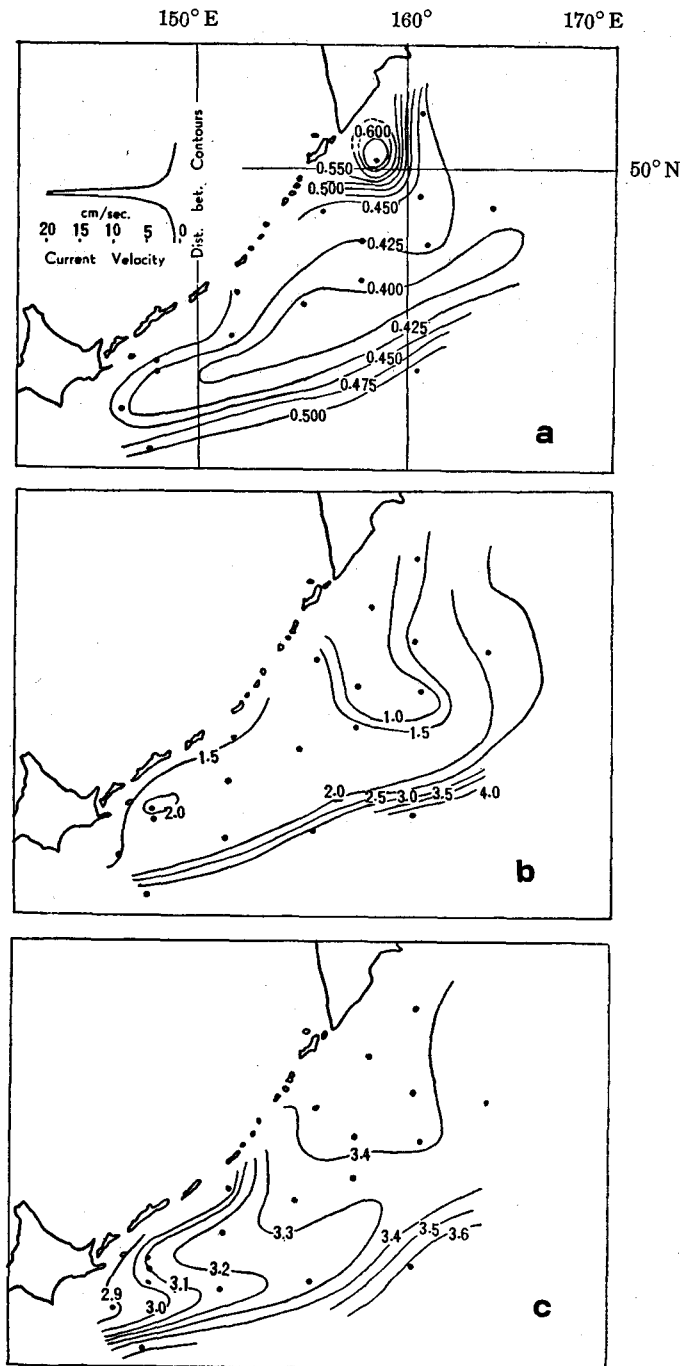 150° E 160° E 170° E
50° N
0.600
0.550
0.500
0.450
0.425
0.400
0.425
0.450
0.475
0.500
Dist. bet. Contours
cm/sec.
20 15 10 5 0
Current Velocity
a
1.0
1.5
1.5
2.0
2.0
2.5 3.0 3.5 4.0
b
3.4
3.3
3.4
3.5
3.6
3.2
3.1
2.9
3.0
c